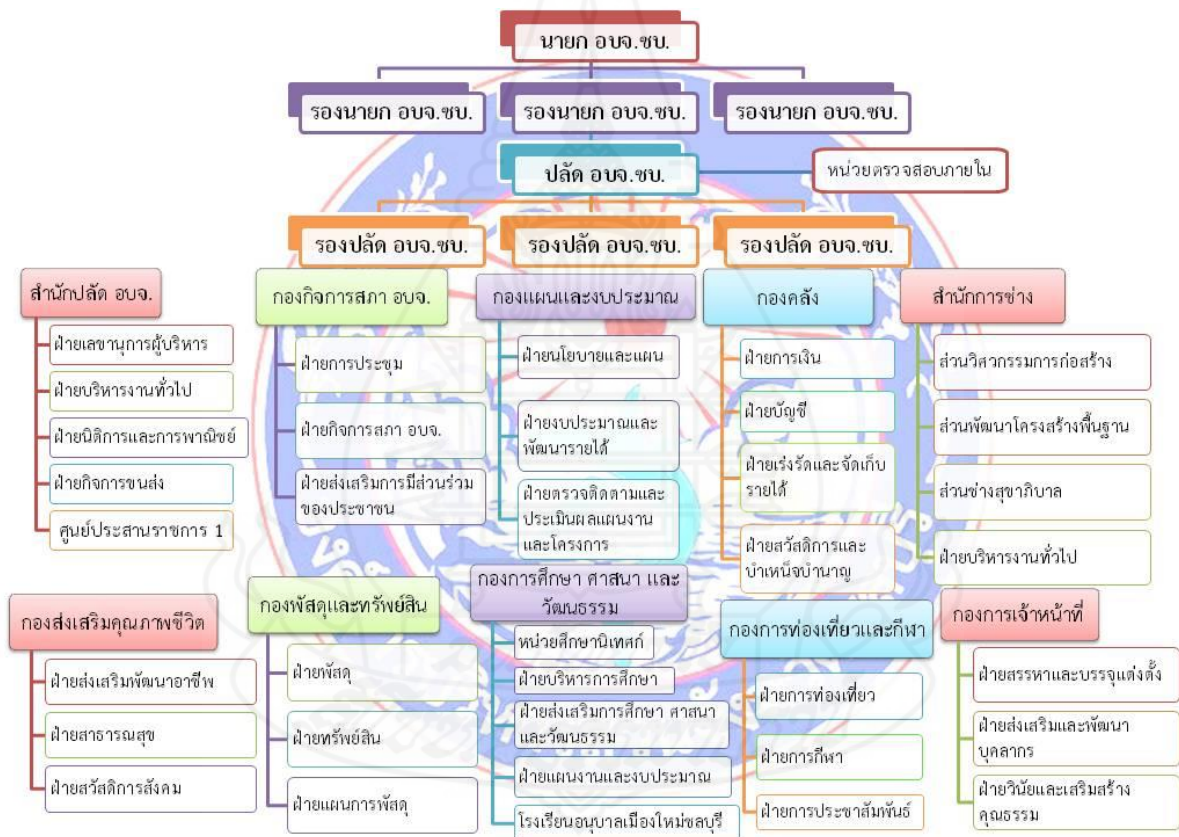 นายก อบจ.ชบ.
รองนายก อบจ.ชบ.
รองนายก อบจ.ชบ.
รองนายก อบจ.ชบ.
ปลัด อบจ.ชบ.
หน่วยตรวจสอบภายใน
รองปลัด อบจ.ชบ.
รองปลัด อบจ.ชบ.
รองปลัด อบจ.ชบ.
สำนักปลัด อบจ.
ฝ่ายเลขานุการผู้บริหาร
ฝ่ายบริหารงานทั่วไป
ฝ่ายนิติการและการพาณิชย์
ฝ่ายกิจการขนส่ง
ศูนย์ประสานราชการ 1
กองกิจการสภา อบจ.
ฝ่ายการประชุม
ฝ่ายกิจการสภา อบจ.
ฝ่ายส่งเสริมการมีส่วนร่วม
ของประชาชน
กองแผนและงบประมาณ
ฝ่ายนโยบายและแผน
ฝ่ายงบประมาณและ
พัฒนารายได้
ฝ่ายตรวจติดตามและ
ประเมินผลแผนงาน
และโครงการ
กองคลัง
ฝ่ายการเงิน
ฝ่ายบัญชี
ฝ่ายเร่งรัดและจัดเก็บ
รายได้
ฝ่ายสวัสดิการและ
บำเหน็จบำนาญ
สำนักการช่าง
ส่วนวิศวกรรมการก่อสร้าง
ส่วนพัฒนาโครงสร้างพื้นฐาน
ส่วนช่างสุขาภิบาล
ฝ่ายบริหารงานทั่วไป
กองส่งเสริมคุณภาพชีวิต
ฝ่ายส่งเสริมพัฒนาอาชีพ
ฝ่ายสาธารณสุข
ฝ่ายสวัสดิการสังคม
กองพัสดุและทรัพย์สิน
ฝ่ายพัสดุ
ฝ่ายทรัพย์สิน
ฝ่ายแผนการพัสดุ
กองการศึกษา ศาสนา และ
วัฒนธรรม
หน่วยศึกษานิเทศก์
ฝ่ายบริหารการศึกษา
ฝ่ายส่งเสริมการศึกษา ศาสนา
และวัฒนธรรม
ฝ่ายแผนงานและงบประมาณ
โรงเรียนอนุบาลเมืองใหม่ชลบุรี
กองการท่องเที่ยวและกีฬา
ฝ่ายการท่องเที่ยว
ฝ่ายการกีฬา
ฝ่ายการประชาสัมพันธ์
กองการเจ้าหน้าที่
ฝ่ายสรรหาและบรรจุแต่งตั้ง
ฝ่ายส่งเสริมและพัฒนา
บุคลากร
ฝ่ายวินัยและเสริมสร้าง
คุณธรรม